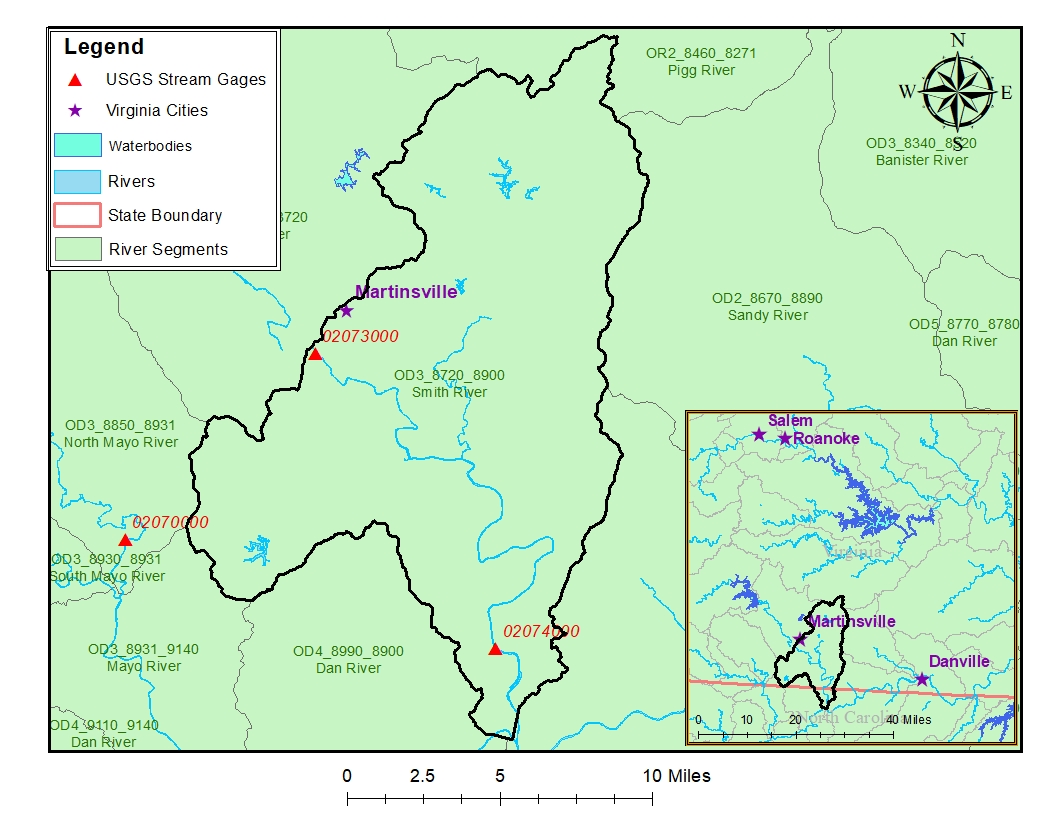 Legend
USGS Stream Gages
Virginia Cities
Waterbodies
Rivers
State Boundary
River Segments
N
W
E
S
OR2_8460_8271
Pigg River
Banister River
8720
er
OD2_8670_8890
Sandy River
OD5_8770_8780
Dan River
Martinsville
02073000
OD3_8720_8900
Smith River
OD3_8850_8931
North Mayo River
02070000
OD3_8930_8931
South Mayo River
OD3_8931_9140
Mayo River
OD4_8990_8900
Dan River
02074000
OD4_9110_9140
Dan River
Salem
Roanoke
Virginia
Martinsville
Danville
North Carolina
0 10 20 40 Miles
0 2.5 5 10 Miles